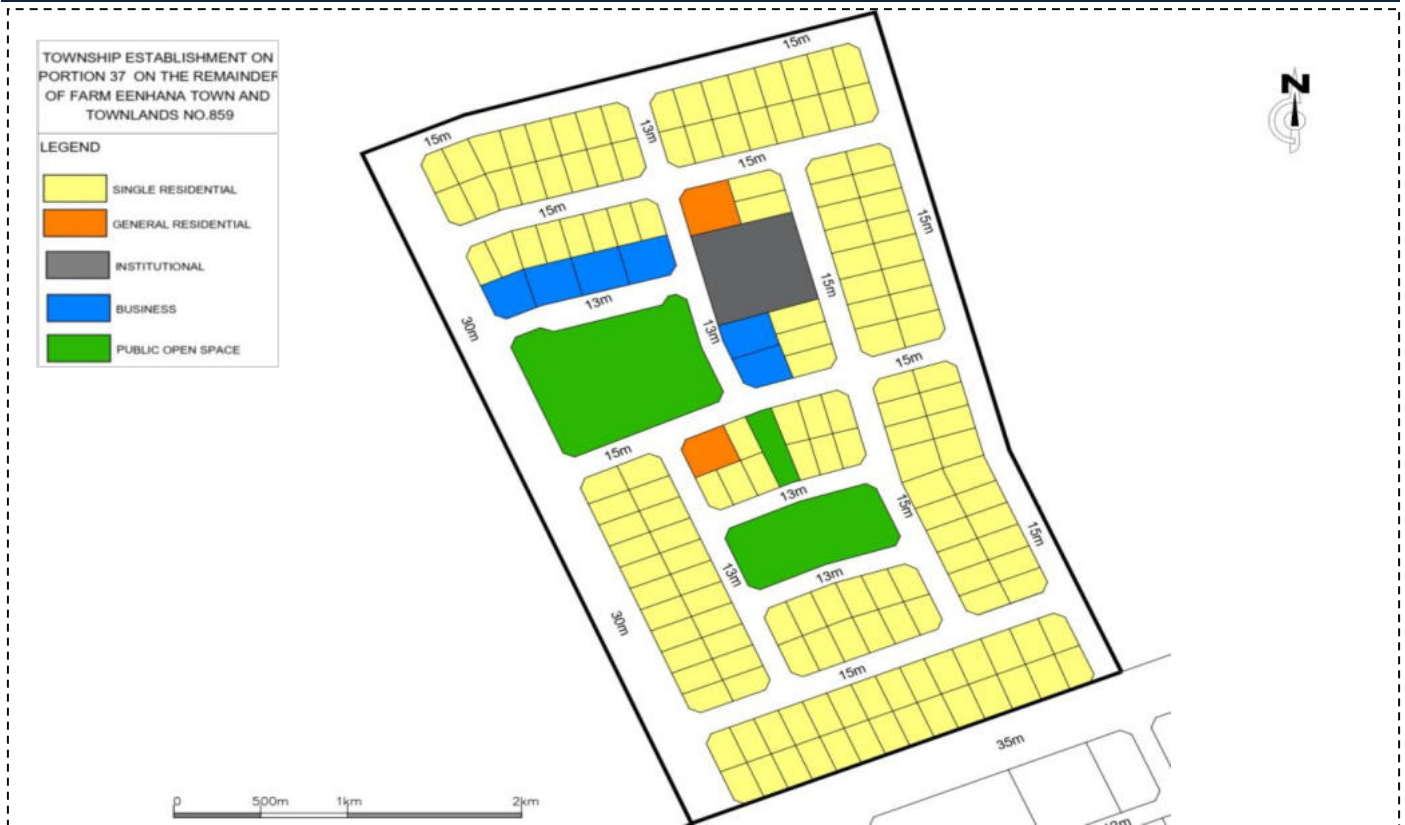 TOWNSHIP ESTABLISHMENT ON
PORTION 37 ON THE REMAINDER
OF FARM EENHANA TOWN AND
TOWNLANDS NO.859
LEGEND
SINGLE RESIDENTIAL
GENERAL RESIDENTIAL
INSTITUTIONAL
BUSINESS
PUBLIC OPEN SPACE
N
15m
15m
13m
15m
15m
15m
15m
13m
30m
13m
15m
15m
13m
15m
15m
13m
13m
30m
15m
15m
35m
0 500m 1km 2km